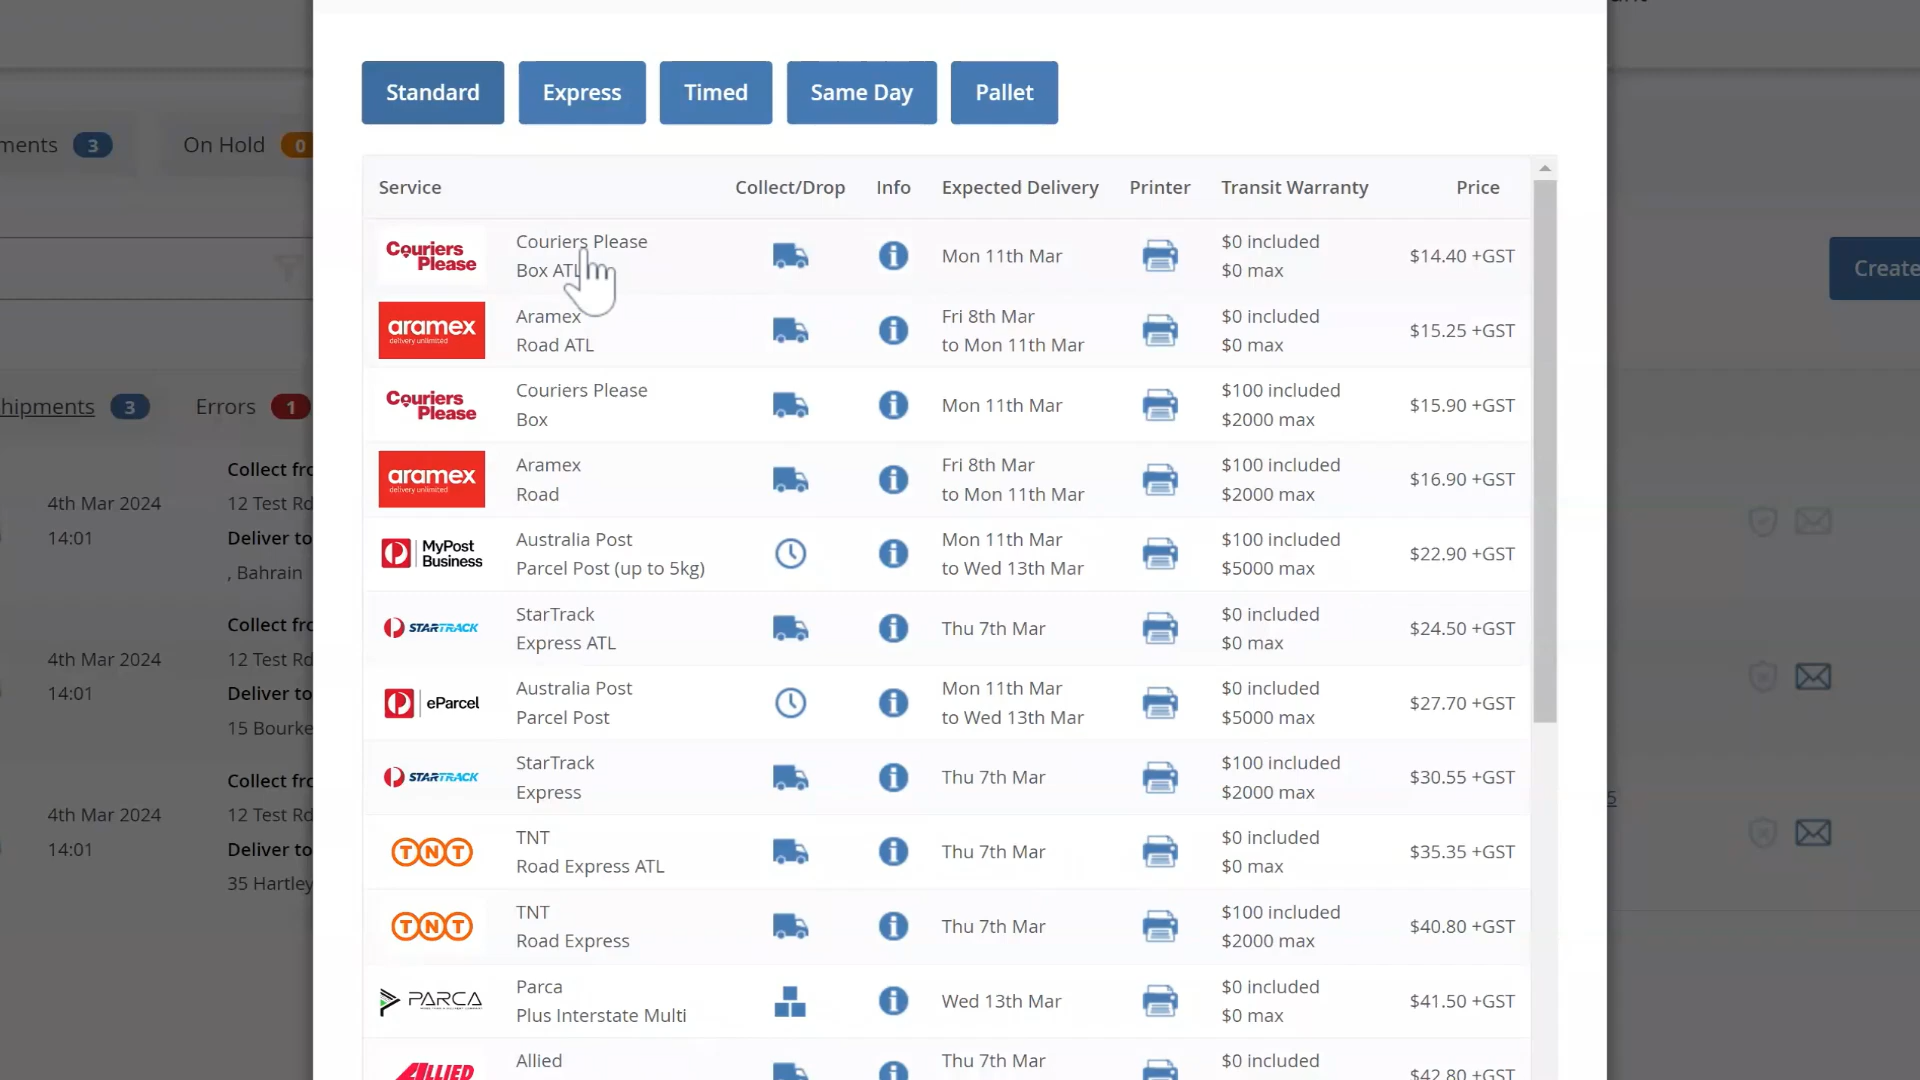 Standard
Express
Timed
Same Day
Pallet
ments 3
On Hold 0
Create
hipments 3
Errors 1
Service
Collect/Drop
Info
Expected Delivery
Printer
Transit Warranty
Price
Couriers Please
Couriers Please
Box ATL
Mon 11th Mar
$0 included
$0 max
$14.40 +GST
aramex
delivery unlimited
Aramex
Road ATL
Fri 8th Mar
to Mon 11th Mar
$0 included
$0 max
$15.25 +GST
Couriers Please
Couriers Please
Box
Mon 11th Mar
$100 included
$2000 max
$15.90 +GST
aramex
delivery unlimited
Aramex
Road
Fri 8th Mar
to Mon 11th Mar
$100 included
$2000 max
$16.90 +GST
MyPost
Business
Australia Post
Parcel Post (up to 5kg)
Mon 11th Mar
to Wed 13th Mar
$100 included
$5000 max
$22.90 +GST
STARTRACK
StarTrack
Express ATL
Thu 7th Mar
$0 included
$0 max
$24.50 +GST
eParcel
Australia Post
Parcel Post
Mon 11th Mar
to Wed 13th Mar
$0 included
$5000 max
$27.70 +GST
STARTRACK
StarTrack
Express
Thu 7th Mar
$100 included
$2000 max
$30.55 +GST
TNT
TNT
Road Express ATL
Thu 7th Mar
$0 included
$0 max
$35.35 +GST
TNT
TNT
Road Express
Thu 7th Mar
$100 included
$2000 max
$40.80 +GST
PARCA
Parca
Plus Interstate Multi
Wed 13th Mar
$0 included
$0 max
$41.50 +GST
ALLIED
Allied
Thu 7th Mar
$0 included
$42.80 +GST
4th Mar 2024
14:01
Collect fro
12 Test Rd
Deliver to
, Bahrain
4th Mar 2024
14:01
Collect fro
12 Test Rd
Deliver to
15 Bourke
4th Mar 2024
14:01
Collect fro
12 Test Rd
Deliver to
35 Hartley